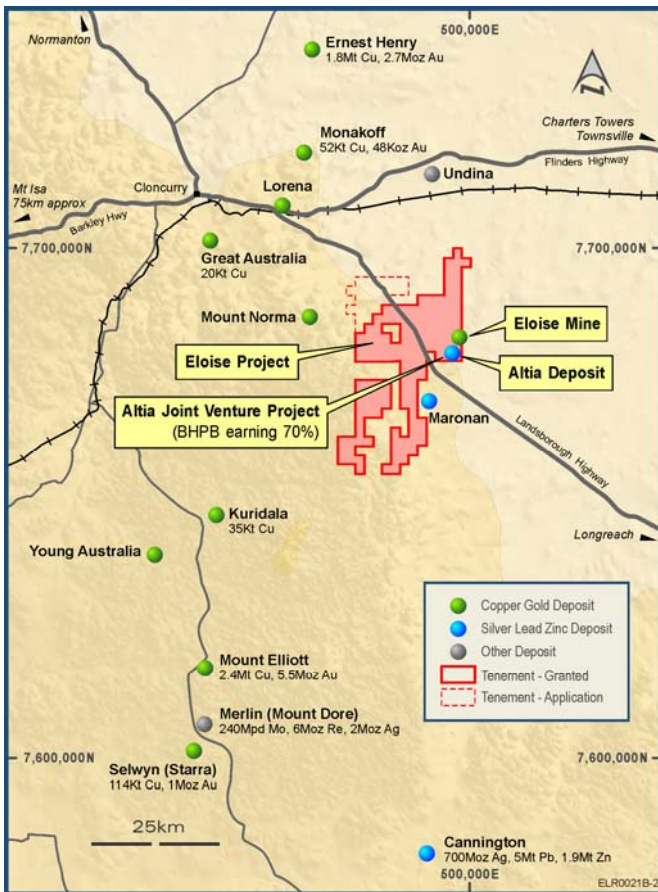 500,000E
Normanton
Ernest Henry
1.8Mt Cu, 2.7Moz Au
N
Monakoff
52Kt Cu, 48Koz Au
Charters Towers
Townsville
Flinders Highway
Undina
Mt Isa
75km approx
Cloncurry
Barkley Hwy
Lorena
7,700,000N
7,700,000N
Great Australia
20Kt Cu
Mount Norma
Eloise Mine
Eloise Project
Altia Deposit
Altia Joint Venture Project
(BHPB earning 70%)
Maronan
Landsborough Highway
Longreach
Kuridala
35Kt Cu
Young Australia
Copper Gold Deposit
Silver Lead Zinc Deposit
Other Deposit
Tenement - Granted
Tenement - Application
Mount Elliott
2.4Mt Cu, 5.5Moz Au
Merlin (Mount Dore)
240Mpd Mo, 6Moz Re, 2Moz Ag
7,600,000N
7,600,000N
Selwyn (Starra)
114Kt Cu, 1Moz Au
25km
Cannington
700Moz Ag, 5Mt Pb, 1.9Mt Zn
500,000E
ELR0021B-2